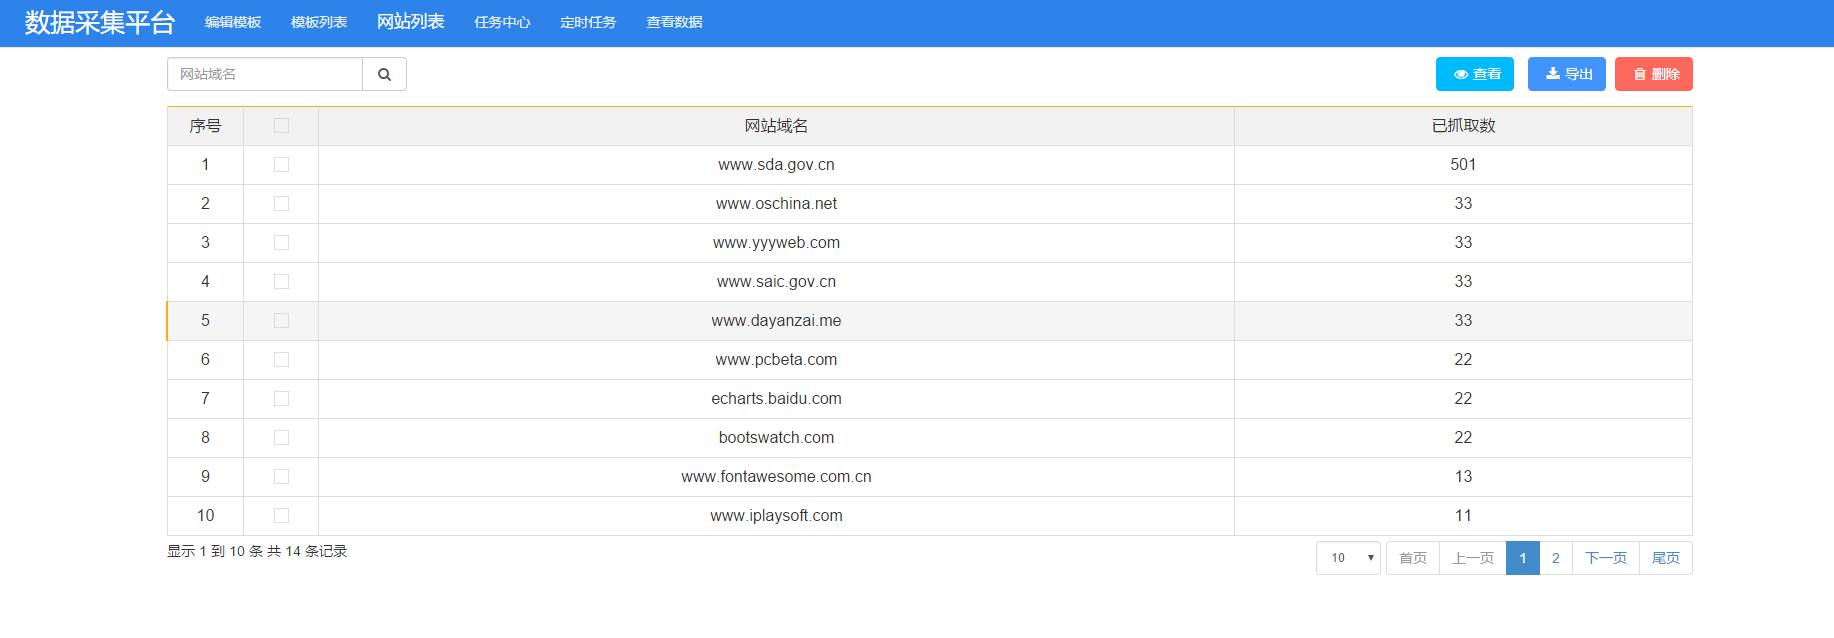 数据采集平台 编辑模板 模板列表 网站列表 任务中心 定时任务 查看数据
网站域名 查看 导出 删除
序号 网站域名 已抓取数
1 www.sda.gov.cn 501
2 www.oschina.net 33
3 www.yyyweb.com 33
4 www.saic.gov.cn 33
5 www.dayanzai.me 33
6 www.pcbeta.com 22
7 echarts.baidu.com 22
8 bootswatch.com 22
9 www.fontawesome.com.cn 13
10 www.iplaysoft.com 11
显示 1 到 10 条 共 14 条记录 10 首页 上一页 1 2 下一页 尾页